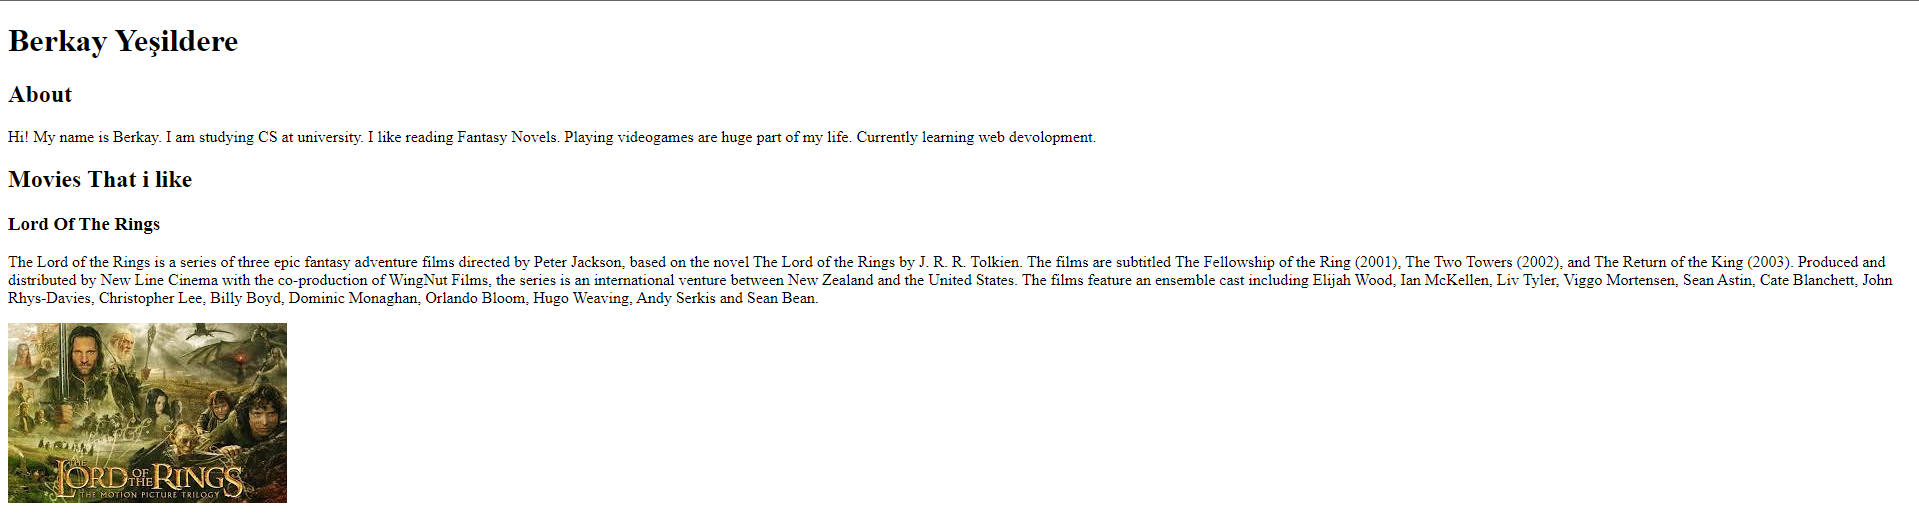 Berkay Yeşildere
About
Hi! My name is Berkay. I am studying CS at university. I like reading Fantasy Novels. Playing videogames are huge part of my life. Currently learning web devolopment.
Movies That i like
Lord Of The Rings
The Lord of the Rings is a series of three epic fantasy adventure films directed by Peter Jackson, based on the novel The Lord of the Rings by J. R. R. Tolkien. The films are subtitled The Fellowship of the Ring (2001), The Two Towers (2002), and The Return of the King (2003). Produced and
distributed by New Line Cinema with the co-production of WingNut Films, the series is an international venture between New Zealand and the United States. The films feature an ensemble cast including Elijah Wood, Ian McKellen, Liv Tyler, Viggo Mortensen, Sean Astin, Cate Blanchett, John
Rhys-Davies, Christopher Lee, Billy Boyd, Dominic Monaghan, Orlando Bloom, Hugo Weaving, Andy Serkis and Sean Bean.
THE LORD OF THE RINGS
THE MOTION PICTURE TRILOGY